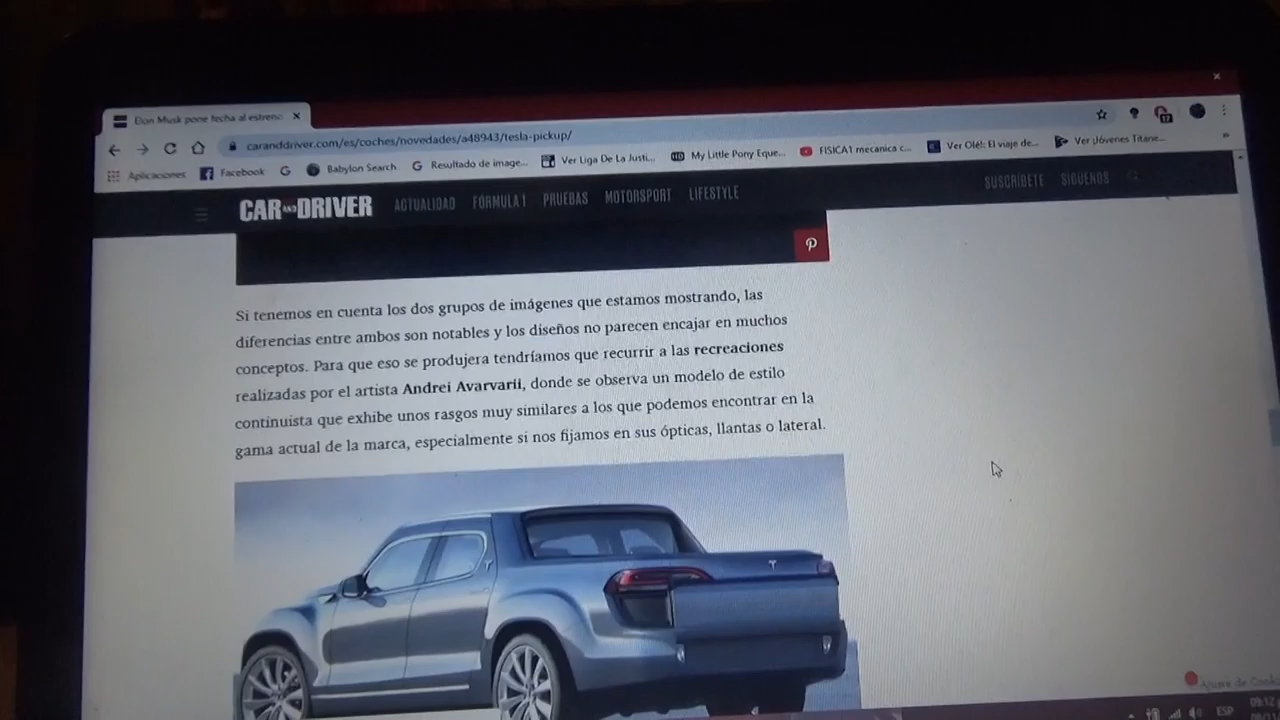 Elon Musk pone fecha al estreno
caranddriver.com/es/coches/novedades/a48943/tesla-pickup/
Aplicaciones Facebook Babylon Search Resultado de image... Ver Liga De La Justi... My Little Pony Eque... FISICA1 mecanica c... Ver Olé!: El viaje de... Ver Jóvenes Titane...
CAR AND DRIVER ACTUALIDAD FÓRMULA 1 PRUEBAS MOTORSPORT LIFESTYLE SUSCRÍBETE SÍGUENOS
Si tenemos en cuenta los dos grupos de imágenes que estamos mostrando, las
diferencias entre ambos son notables y los diseños no parecen encajar en muchos
conceptos. Para que eso se produjera tendríamos que recurrir a las recreaciones
realizadas por el artista Andrei Avarvarii, donde se observa un modelo de estilo
continuista que exhibe unos rasgos muy similares a los que podemos encontrar en la
gama actual de la marca, especialmente si nos fijamos en sus ópticas, llantas o lateral.
Ajuste de Cook
ESP 09:12